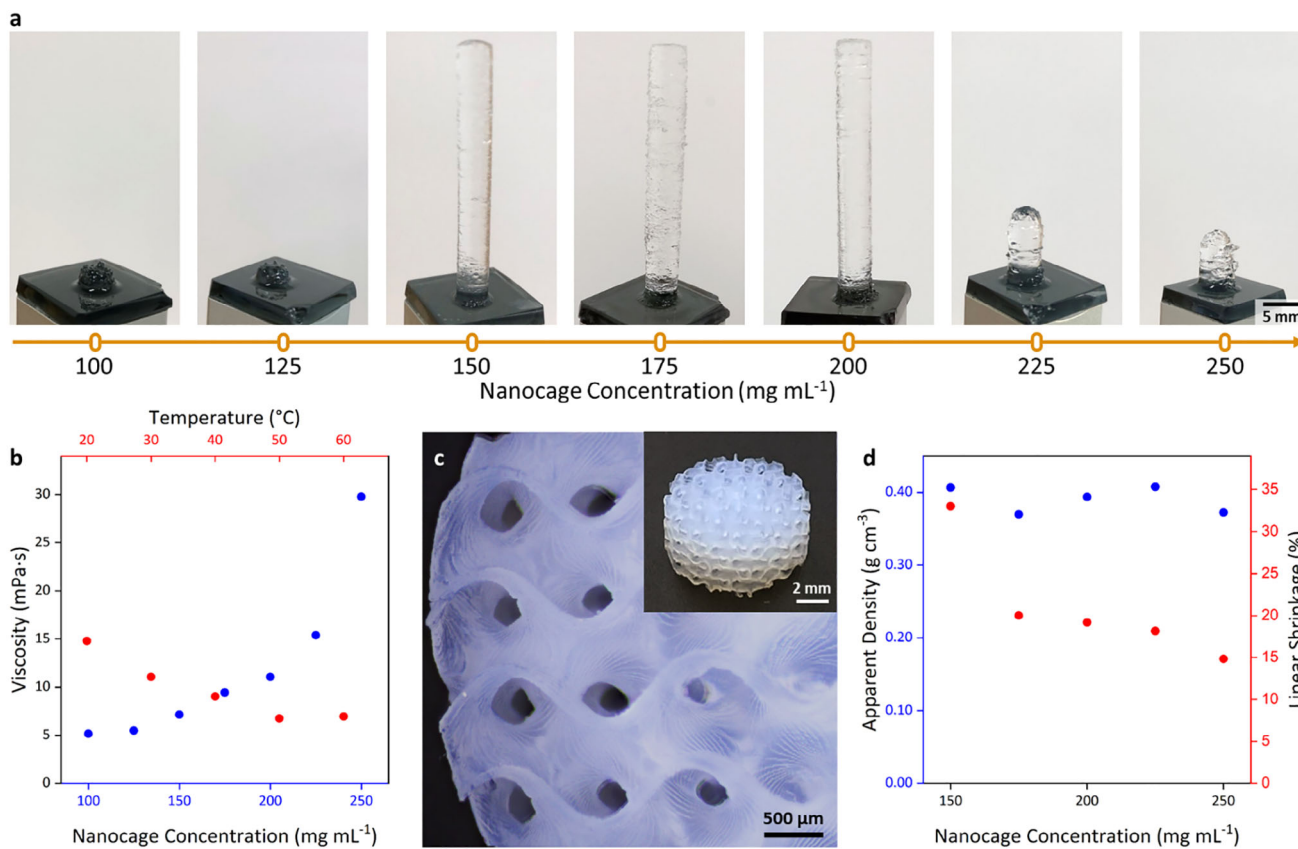 a
5 mm
100 125 150 175 200 225 250
Nanocage Concentration (mg mL⁻¹)
b
Temperature (°C)
20 30 40 50 60
Viscosity (mPa·s)
30
25
20
15
10
5
0
100 150 200 250
Nanocage Concentration (mg mL⁻¹)
c
2 mm
500 µm
d
Apparent Density (g cm⁻³)
0.40
0.30
0.20
0.10
0.00
Linear Shrinkage (%)
35
30
25
20
15
10
5
0
150 200 250
Nanocage Concentration (mg mL⁻¹)